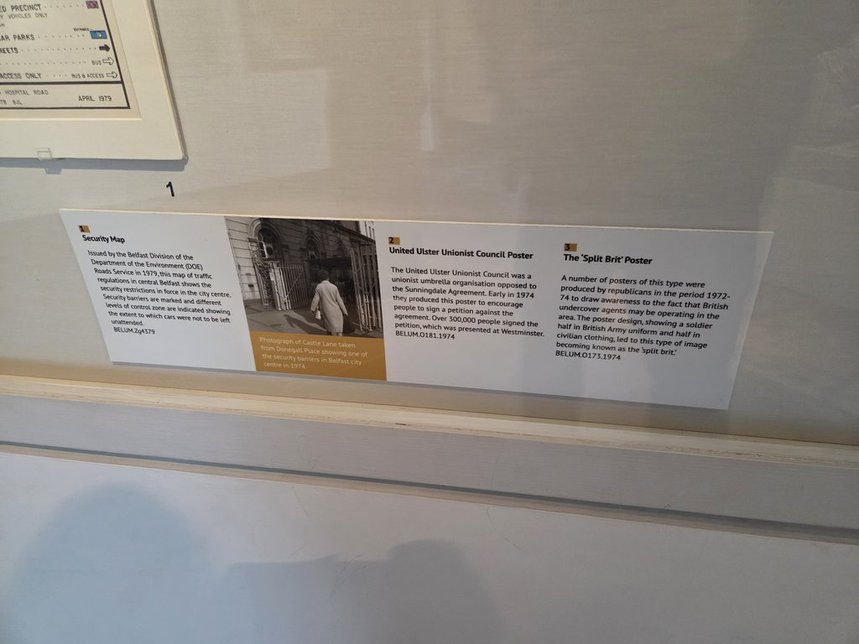 ED PRECINCT
VEHICLES ONLY
AR PARKS
ENTRANCE
REETS
BUS
ACCESS ONLY
BUS & ACCESS
HOSPITAL ROAD
BT8 8JL
APRIL 1979
1
1
Security Map
Issued by the Belfast Division of the
Department of the Environment (DOE)
Roads Service in 1979, this map of traffic
regulations in central Belfast shows the
security restrictions in force in the city centre.
Security barriers are marked and different
levels of control zone are indicated showing
the extent to which cars were not to be left
unattended.
BELUM.Zg4379
Photograph of Castle Lane taken
from Donegall Place showing one of
the security barriers in Belfast city
centre in 1974
2
United Ulster Unionist Council Poster
The United Ulster Unionist Council was a
unionist umbrella organisation opposed to
the Sunningdale Agreement. Early in 1974
they produced this poster to encourage
people to sign a petition against the
agreement. Over 300,000 people signed the
petition, which was presented at Westminster.
BELUM.O181.1974
3
The 'Split Brit' Poster
A number of posters of this type were
produced by republicans in the period 1972-
74 to draw awareness to the fact that British
undercover agents may be operating in the
area. The poster design, showing a soldier
half in British Army uniform and half in
civilian clothing, led to this type of image
becoming known as the 'split brit.'
BELUM.O173.1974